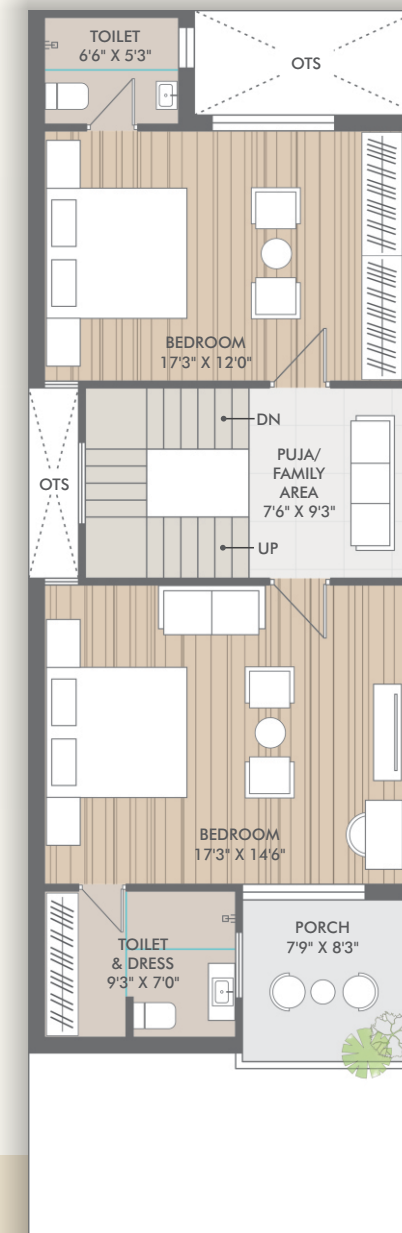 TOILET
6'6" X 5'3"
OTS
BEDROOM
17'3" X 12'0"
DN
PUJA/
FAMILY
AREA
7'6" X 9'3"
OTS
UP
BEDROOM
17'3" X 14'6"
TOILET
& DRESS
9'3" X 7'0"
PORCH
7'9" X 8'3"